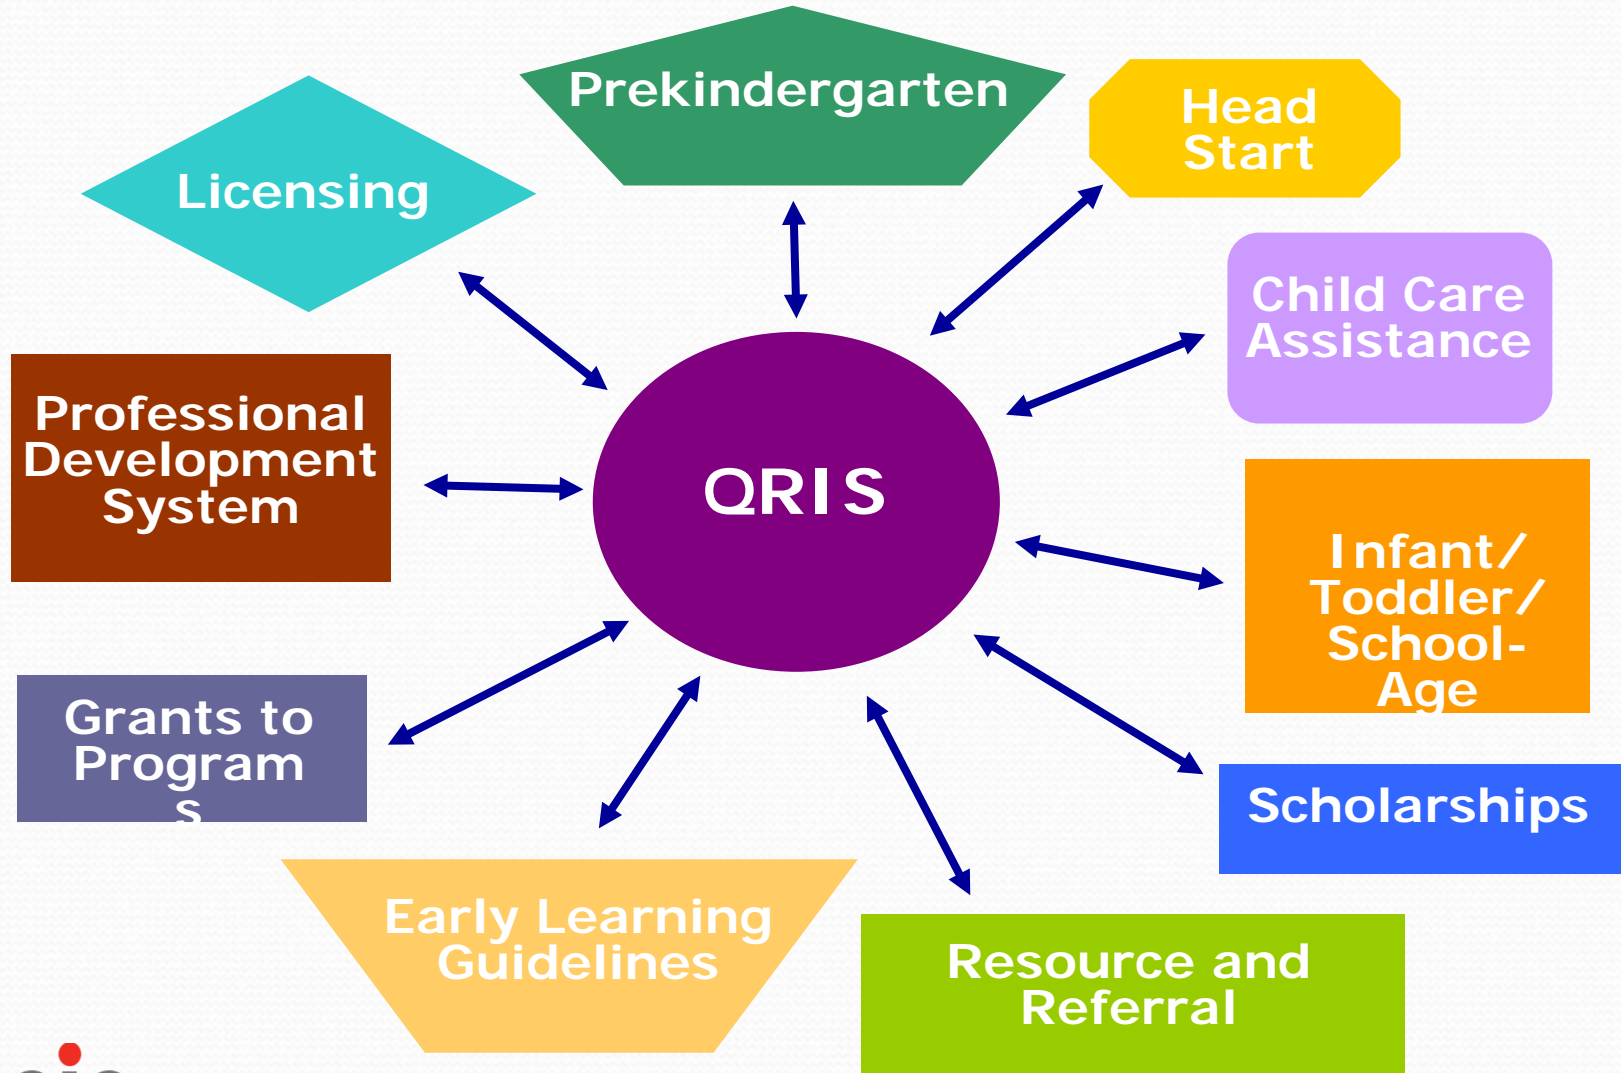 Prekindergarten
Head
Start
Licensing
Child Care
Assistance
Professional
Development
System
QRIS
Infant/
Toddler/
School-
Age
Grants to
Program
s
Scholarships
Early Learning
Guidelines
Resource and
Referral